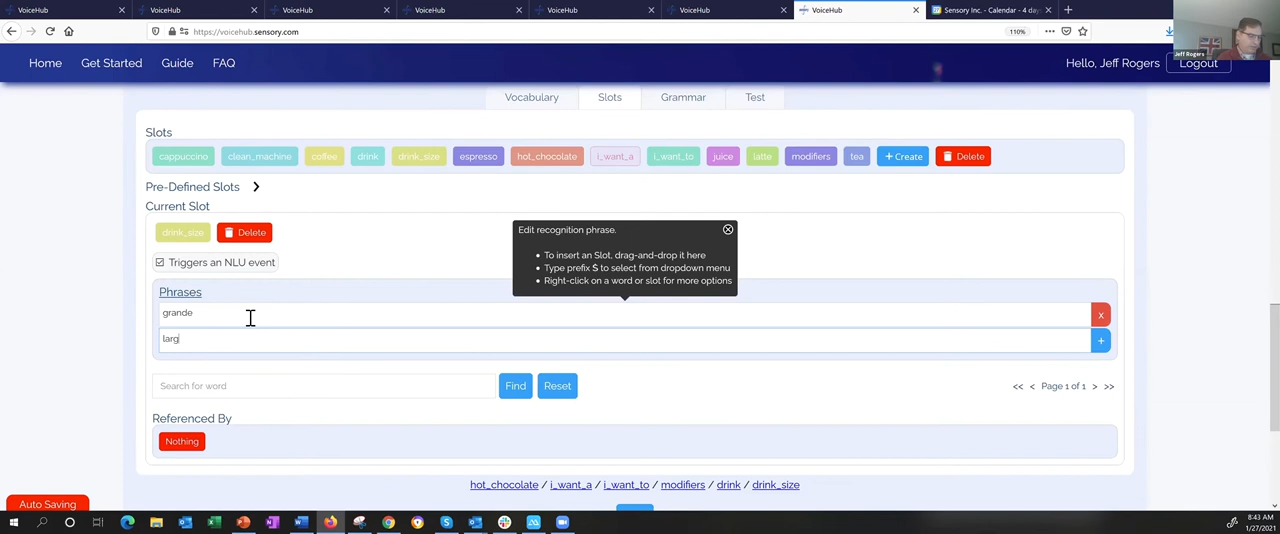 VoiceHub VoiceHub VoiceHub VoiceHub VoiceHub VoiceHub VoiceHub Sensory Inc. - Calendar - 4 day
https://voicehub.sensory.com 110%
Jeff Rogers
Home Get Started Guide FAQ Hello, Jeff Rogers Logout
Vocabulary Slots Grammar Test
Slots
cappuccino clean_machine coffee drink drink_size espresso hot_chocolate i_want_a i_want_to juice latte modifiers tea + Create Delete
Pre-Defined Slots
Current Slot
drink_size Delete
Edit recognition phrase.
To insert an Slot, drag-and-drop it here
Type prefix S to select from dropdown menu
Right-click on a word or slot for more options
Triggers an NLU event
Phrases
grande x
larg +
Search for word Find Reset << < Page 1 of 1 > >>
Referenced By
Nothing
hot_chocolate / i_want_a / i_want_to / modifiers / drink / drink_size
Auto Saving
8:43 AM
1/27/2021